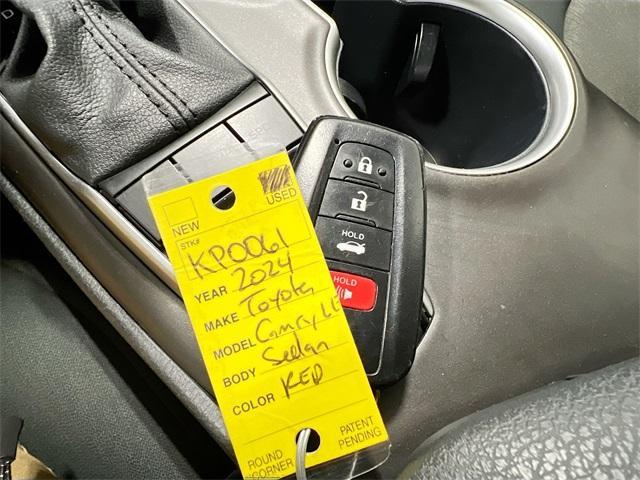 D
NEW
USED
STK#
KP0061
YEAR 2024
MAKE Toyota
MODEL Camry LE
BODY Sedan
COLOR RED
ROUND CORNER
PATENT PENDING
HOLD
HOLD